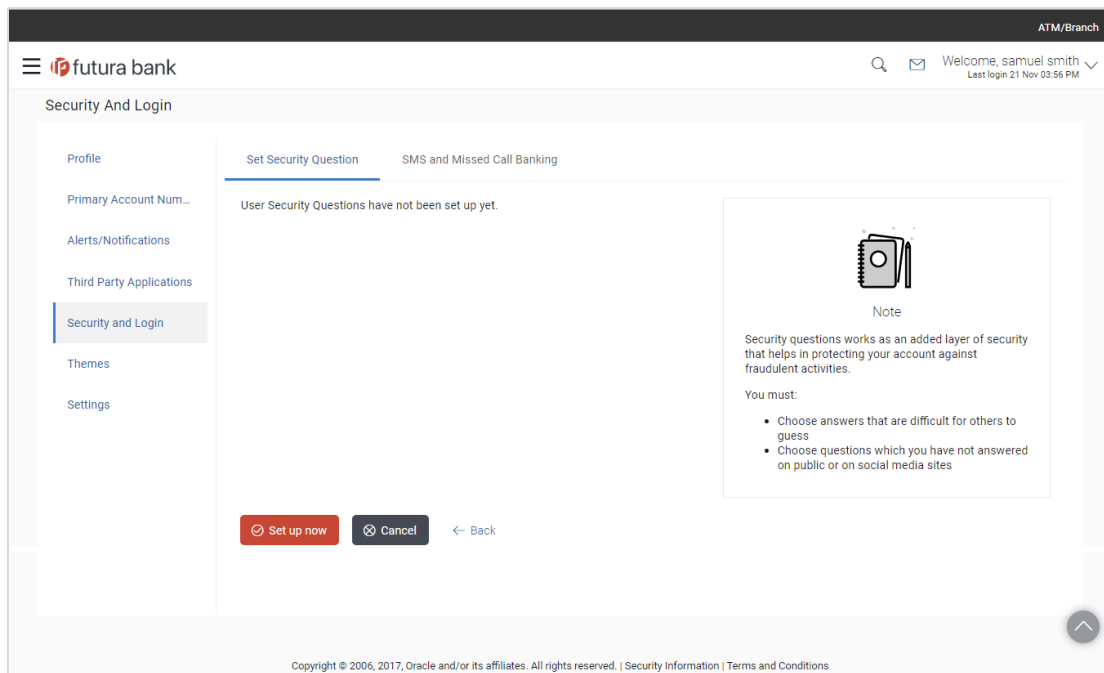 ATM/Branch
futura bank
Welcome, samuel smith
Last login 21 Nov 03:56 PM
Security And Login
Profile
Primary Account Num...
Alerts/Notifications
Third Party Applications
Security and Login
Themes
Settings
Set Security Question
SMS and Missed Call Banking
User Security Questions have not been set up yet.
Note
Security questions works as an added layer of security
that helps in protecting your account against
fraudulent activities.
You must:
• Choose answers that are difficult for others to
guess
• Choose questions which you have not answered
on public or on social media sites
Set up now
Cancel
Back
Copyright © 2006, 2017, Oracle and/or its affiliates. All rights reserved. | Security Information | Terms and Conditions